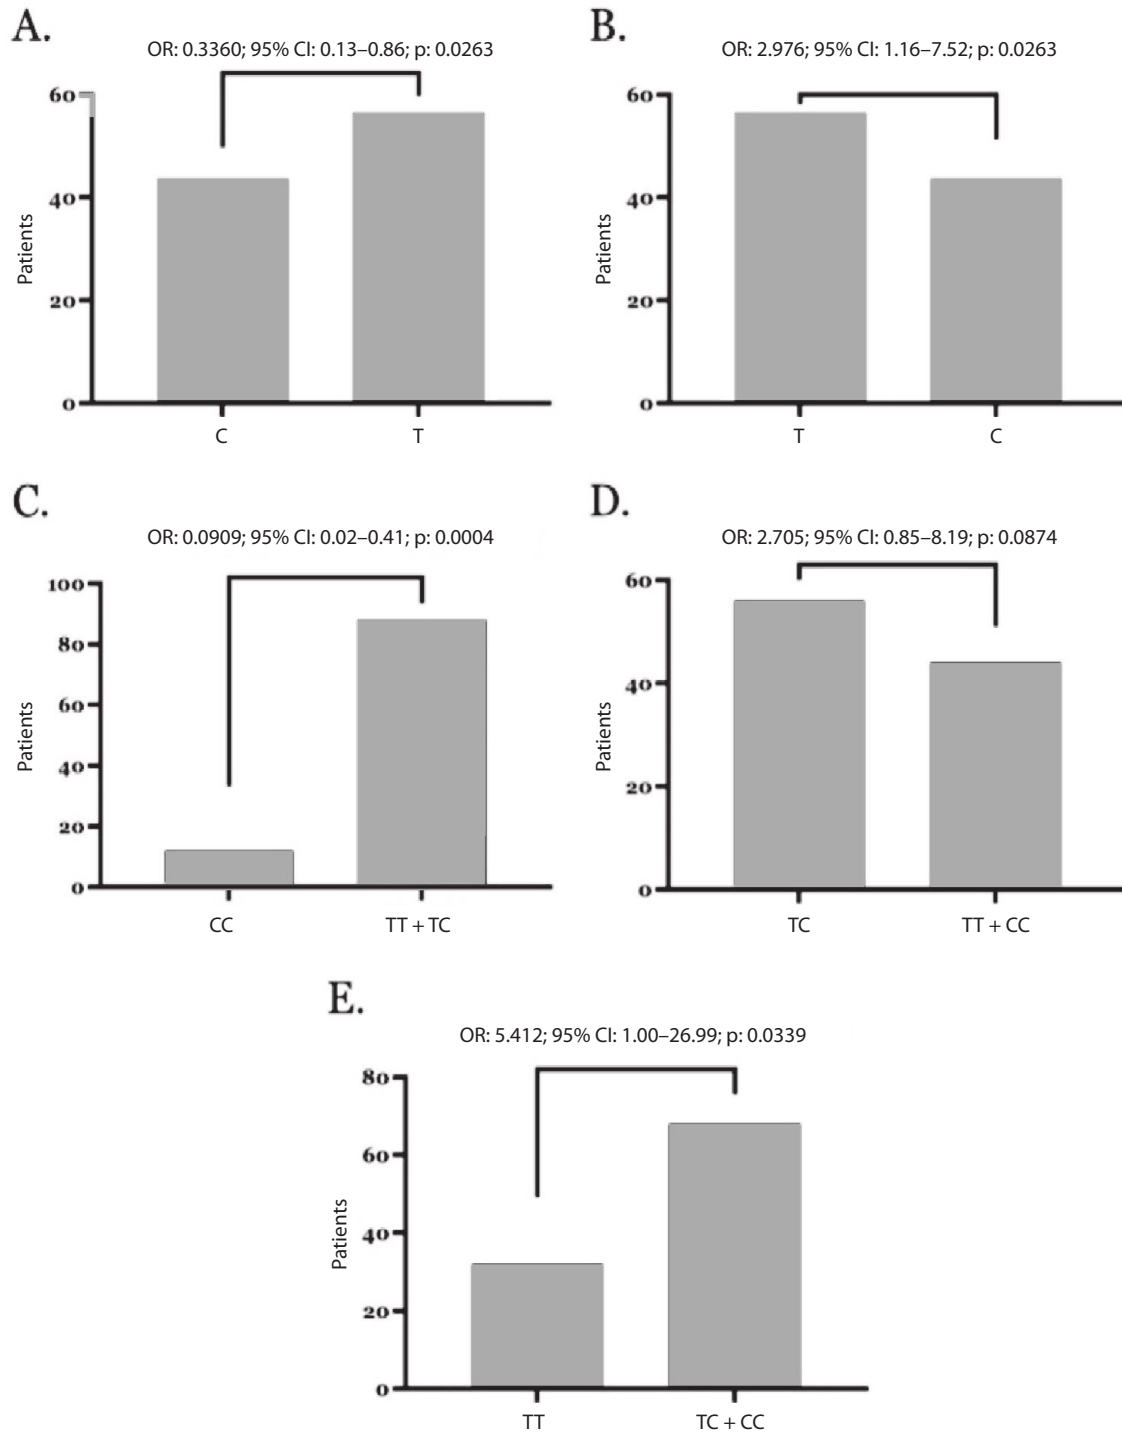 A.
OR: 0.3360; 95% CI: 0.13–0.86; p: 0.0263
60
40
20
0
Patients
C
T
B.
OR: 2.976; 95% CI: 1.16–7.52; p: 0.0263
60
40
20
0
Patients
T
C
C.
OR: 0.0909; 95% CI: 0.02–0.41; p: 0.0004
100
80
60
40
20
0
Patients
CC
TT + TC
D.
OR: 2.705; 95% CI: 0.85–8.19; p: 0.0874
60
40
20
0
Patients
TC
TT + CC
E.
OR: 5.412; 95% CI: 1.00–26.99; p: 0.0339
80
60
40
20
0
Patients
TT
TC + CC